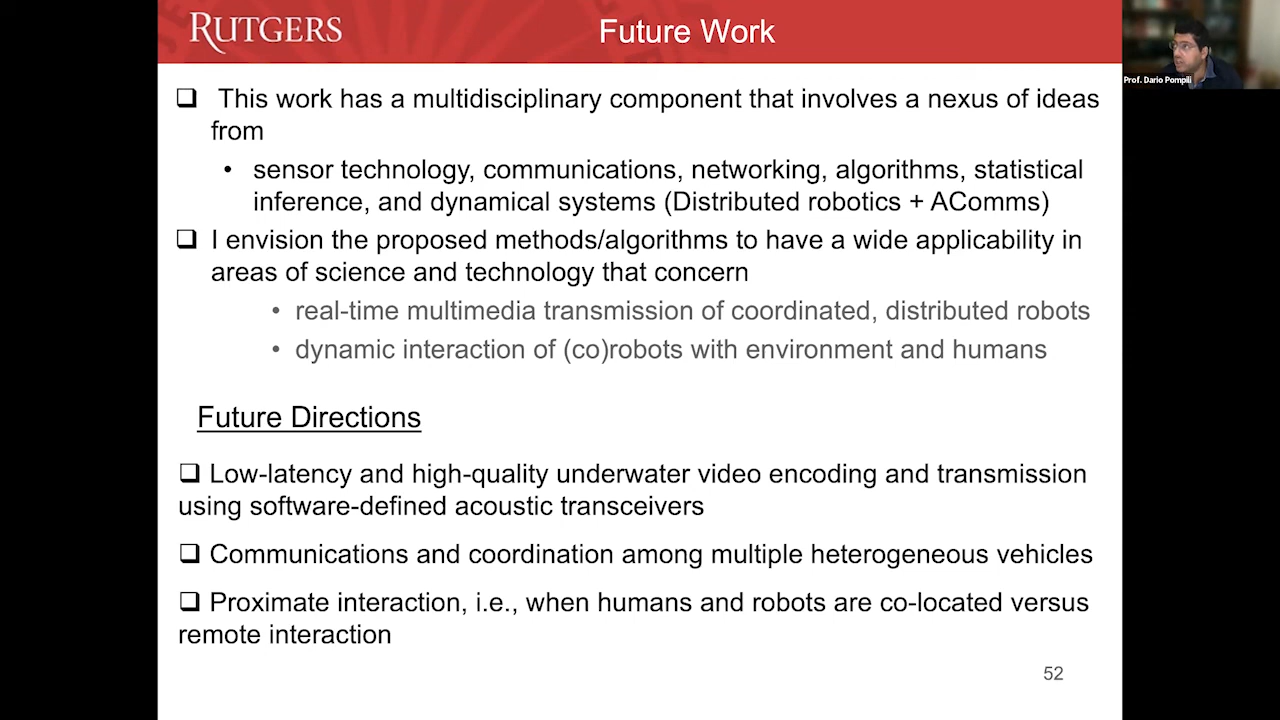 RUTGERS
Future Work
Prof. Dario Pompili
❑ This work has a multidisciplinary component that involves a nexus of ideas
from
• sensor technology, communications, networking, algorithms, statistical
inference, and dynamical systems (Distributed robotics + AComms)
❑ I envision the proposed methods/algorithms to have a wide applicability in
areas of science and technology that concern
• real-time multimedia transmission of coordinated, distributed robots
• dynamic interaction of (co)robots with environment and humans
Future Directions
❑ Low-latency and high-quality underwater video encoding and transmission
using software-defined acoustic transceivers
❑ Communications and coordination among multiple heterogeneous vehicles
❑ Proximate interaction, i.e., when humans and robots are co-located versus
remote interaction
52